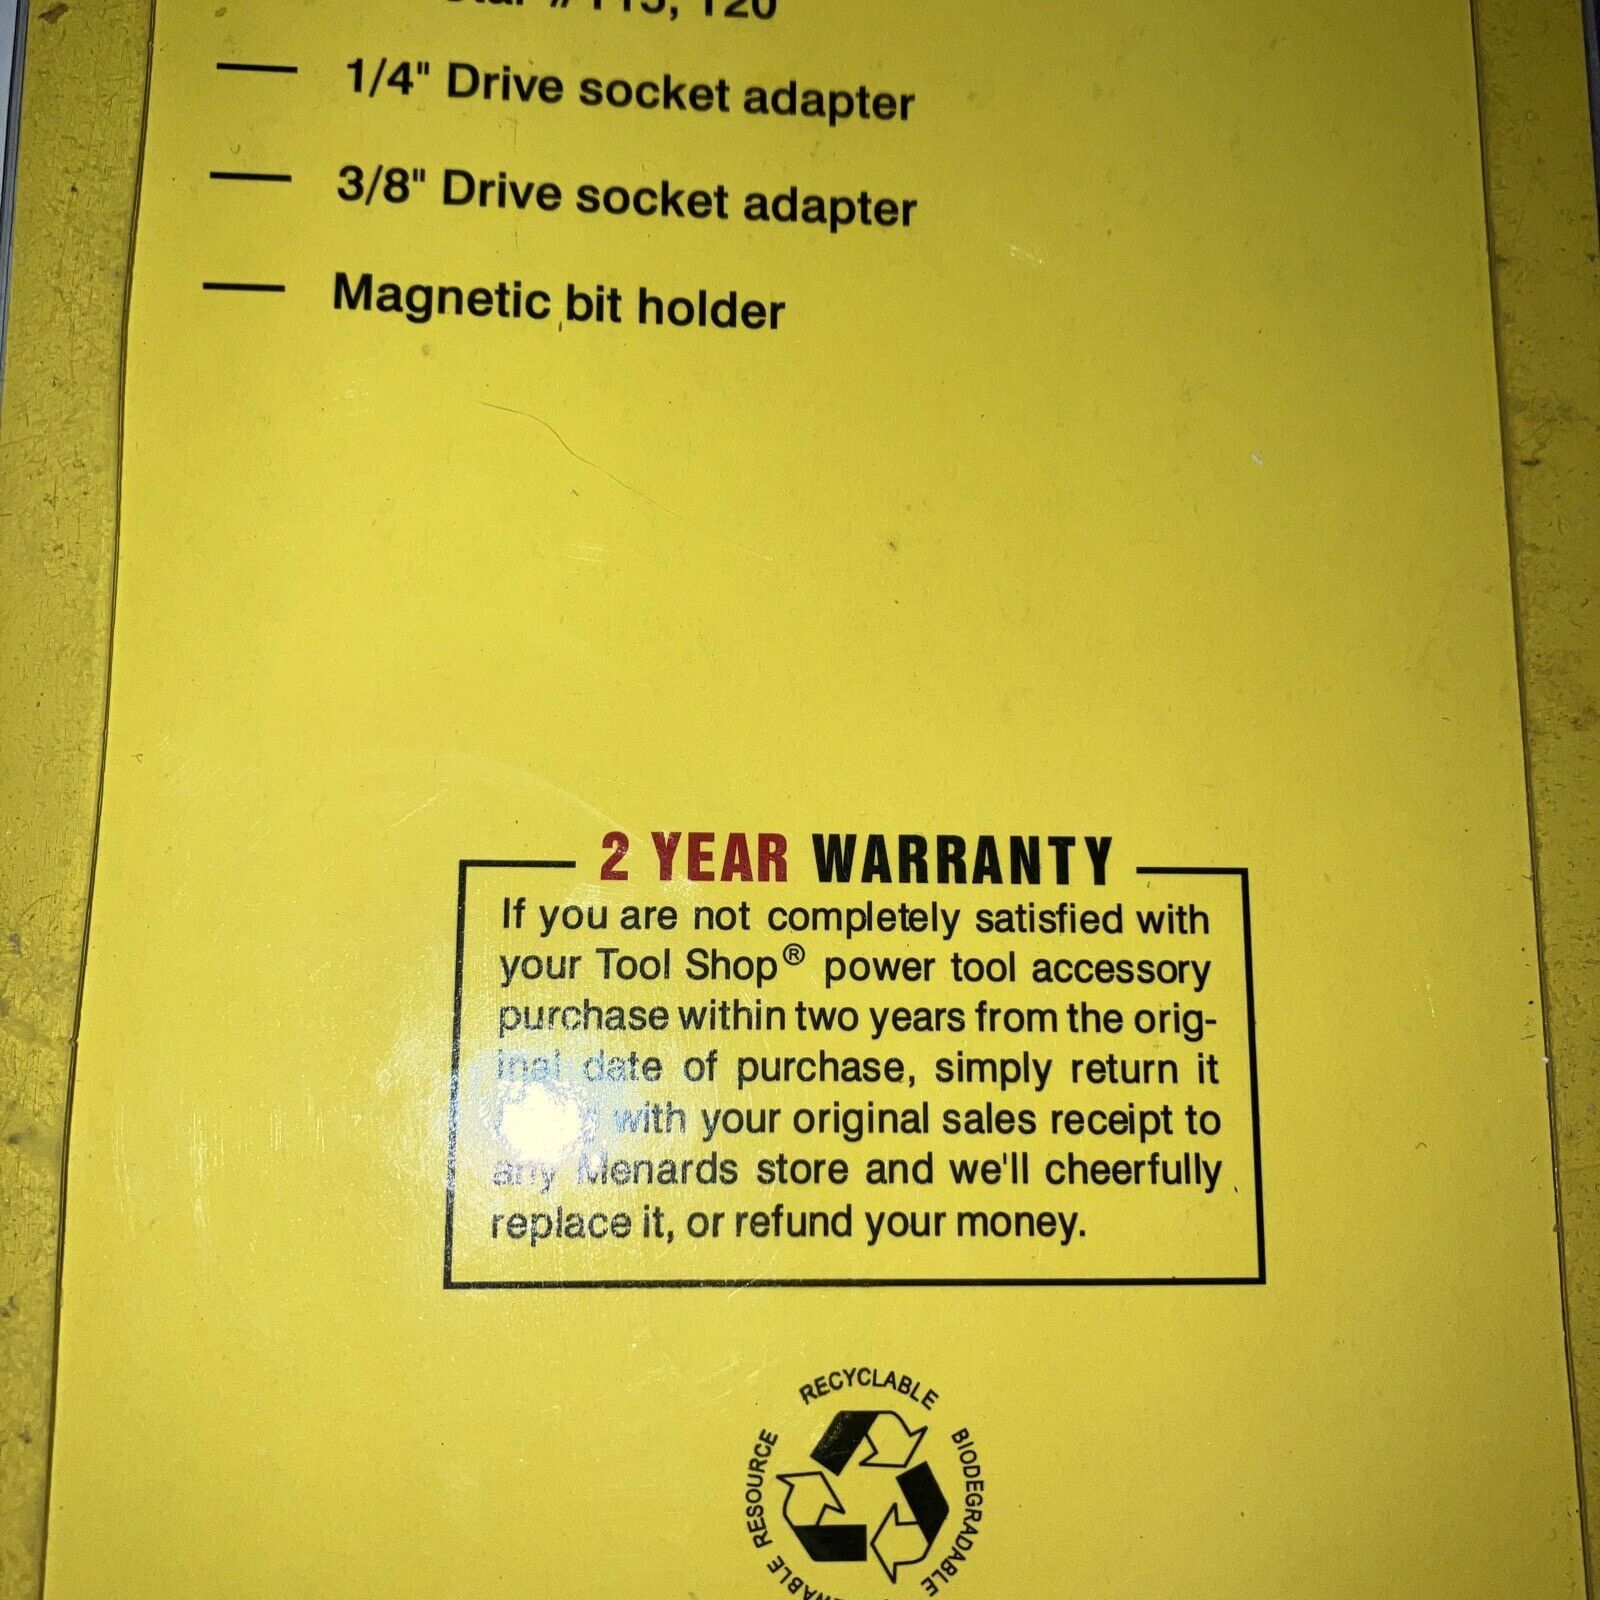 T20
1/4" Drive socket adapter
3/8" Drive socket adapter
Magnetic bit holder
2 YEAR WARRANTY
If you are not completely satisfied with
your Tool Shop® power tool accessory
purchase within two years from the orig-
inal date of purchase, simply return it
with your original sales receipt to
any Menards store and we'll cheerfully
replace it, or refund your money.
RECYCLABLE
BIODEGRADABLE
RESOURCE